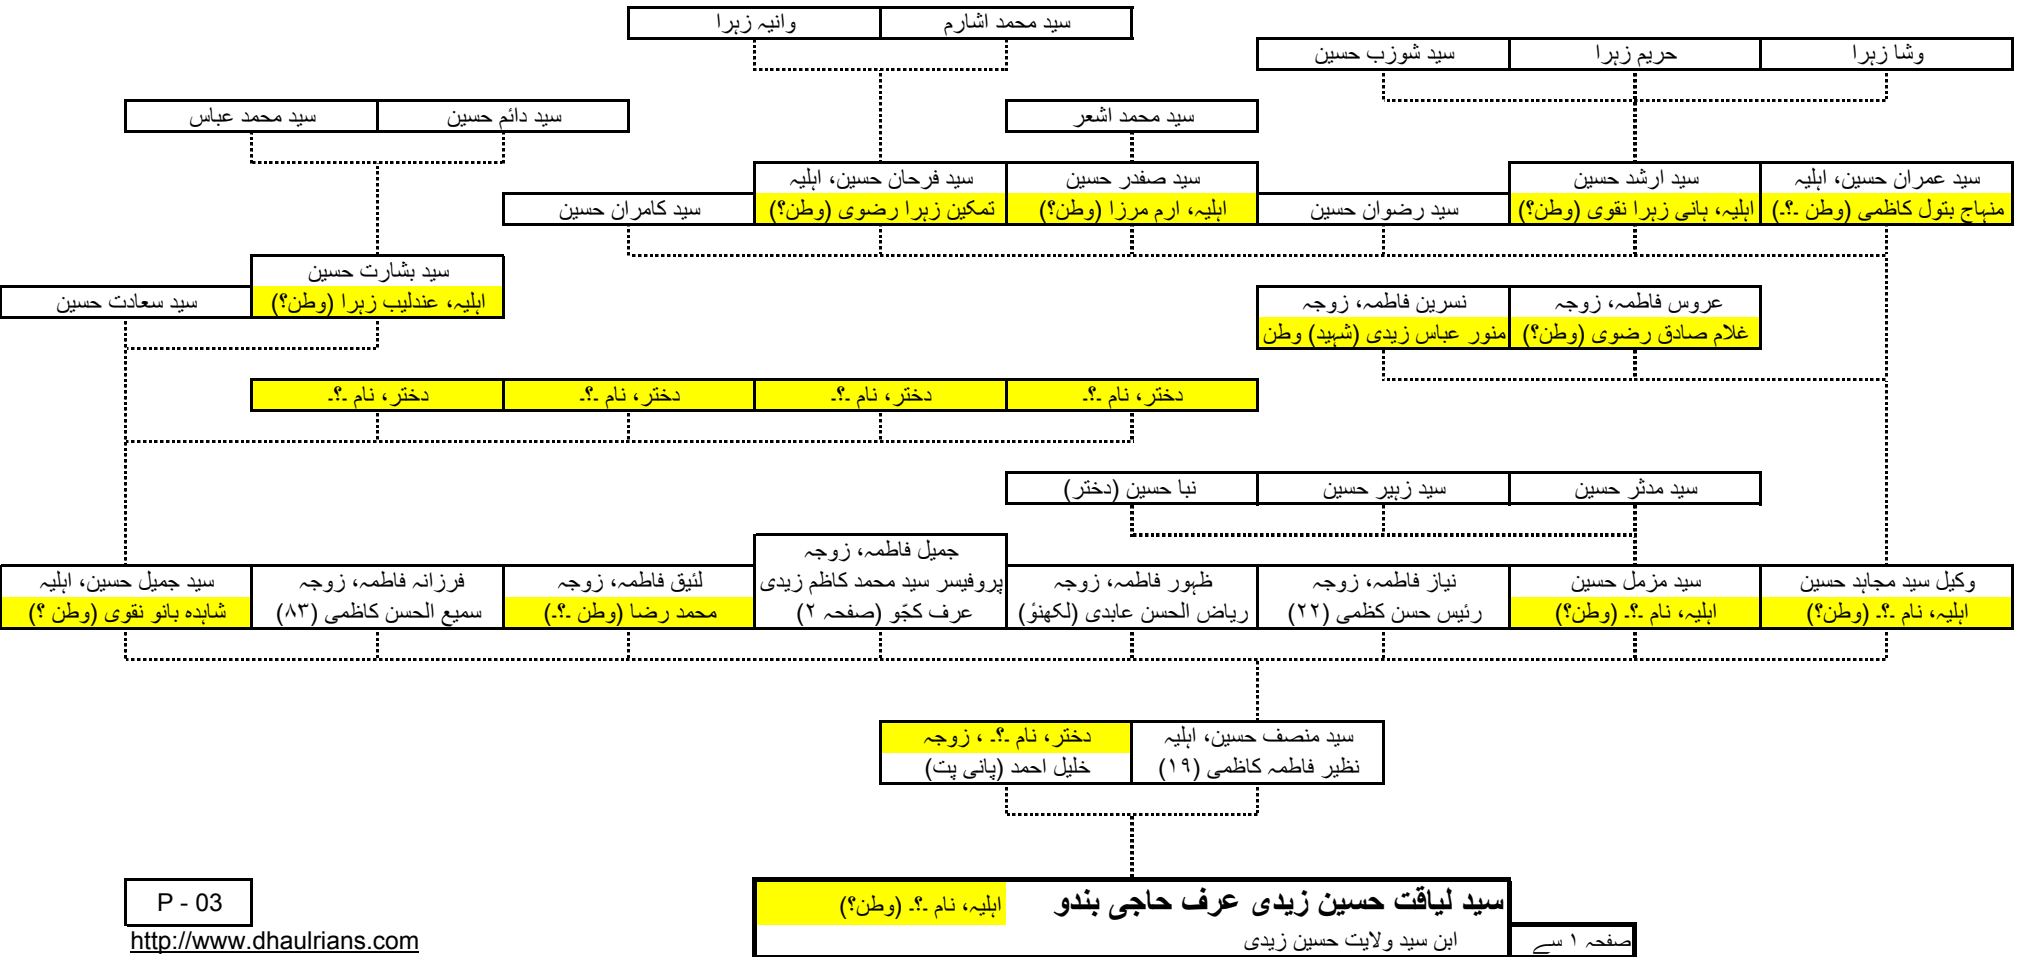 سید محمد اشارم
وانیہ زہرا
وشا زہرا
حریم زہرا
سید شوزب حسین
سید محمد اشعر
سید دائم حسین
سید محمد عباس
سید عمران حسین، اہلیہ
منہاج بتول کاظمی (وطن ۔؟۔)
سید ارشد حسین
اہلیہ، ہانی زہرا نقوی (وطن؟)
سید رضوان حسین
سید صفدر حسین
اہلیہ، ارم مرزا (وطن؟)
سید فرحان حسین، اہلیہ
تمکین زہرا رضوی (وطن؟)
سید کامران حسین
سید بشارت حسین
اہلیہ، عندلیب زہرا (وطن؟)
سید سعادت حسین
عروس فاطمہ، زوجہ
غلام صادق رضوی (وطن؟)
نسرین فاطمہ، زوجہ
منور عباس زیدی (شہید) وطن
دختر، نام ۔؟۔
دختر، نام ۔؟۔
دختر، نام ۔؟۔
دختر، نام ۔؟۔
سید مدثر حسین
سید زہیر حسین
نبا حسین (دختر)
وکیل سید مجاہد حسین
اہلیہ، نام ۔؟۔ (وطن؟)
سید مزمل حسین
اہلیہ، نام ۔؟۔ (وطن؟)
نیاز فاطمہ، زوجہ
رئیس حسن کظمی (۲۲)
ظہور فاطمہ، زوجہ
ریاض الحسن عابدی (لکھنؤ)
جمیل فاطمہ، زوجہ
پروفیسر سید محمد کاظم زیدی
عرف کجّو (صفحہ ۲)
لئیق فاطمہ، زوجہ
محمد رضا (وطن ۔؟۔)
فرزانہ فاطمہ، زوجہ
سمیع الحسن کاظمی (۸۳)
سید جمیل حسین، اہلیہ
شاہدہ بانو نقوی (وطن ؟)
سید منصف حسین، اہلیہ
نظیر فاطمہ کاظمی (۱۹)
دختر، نام ۔؟۔ ، زوجہ
خلیل احمد (پانی پت)
سید لیاقت حسین زیدی عرف حاجی بندو
اہلیہ، نام ۔؟۔ (وطن؟)
ابن سید ولایت حسین زیدی
صفحہ ۱ سے
P - 03
http://www.dhaulrians.com